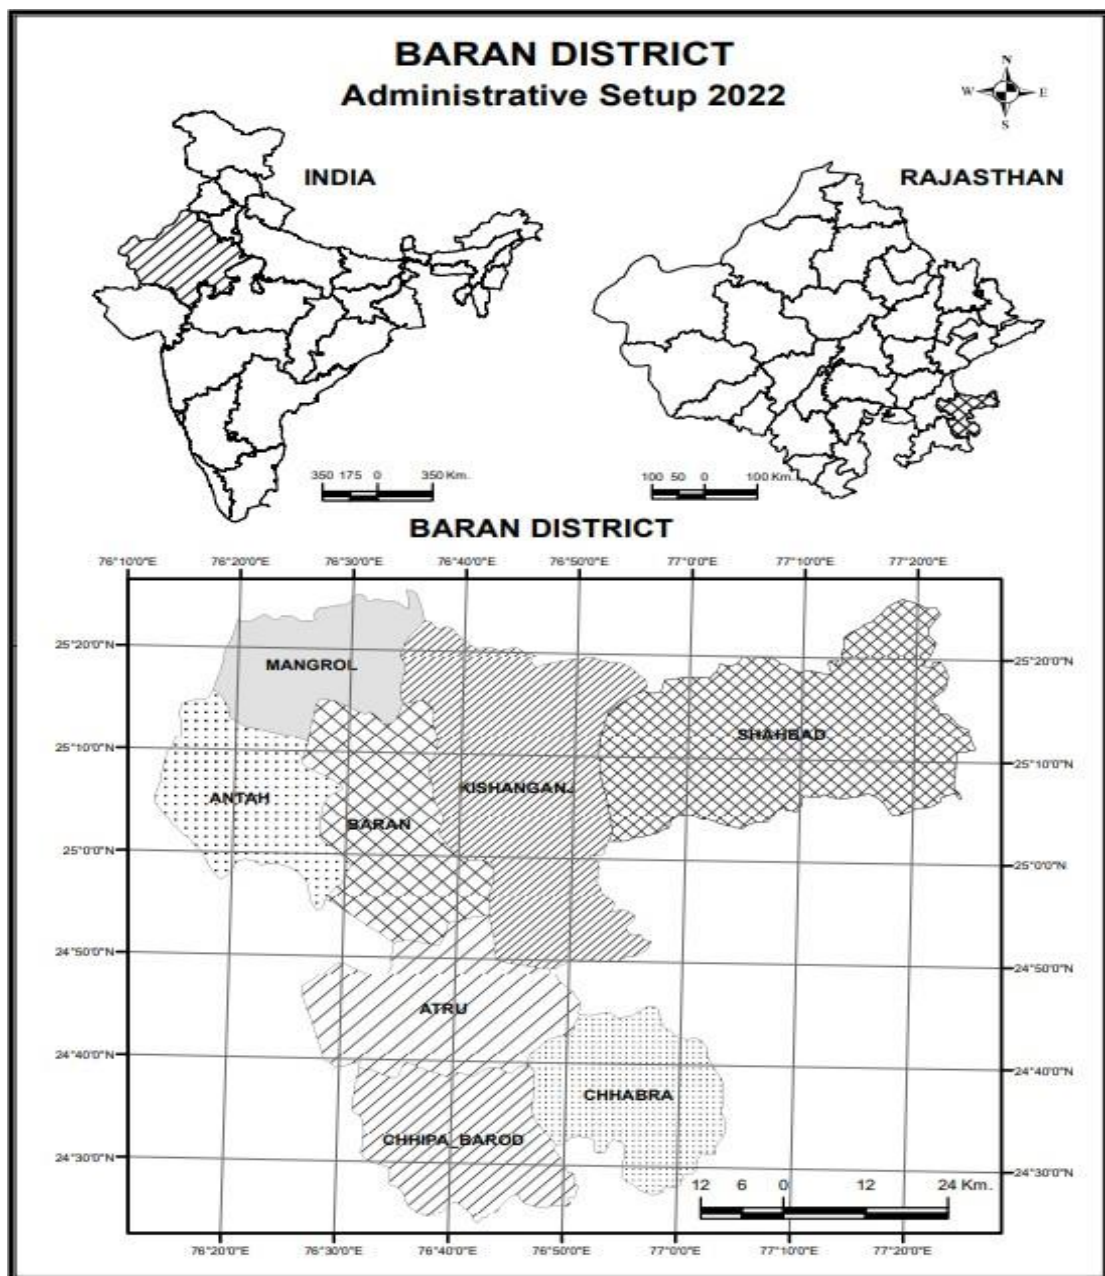 BARAN DISTRICT
Administrative Setup 2022
N
W E
S
INDIA
RAJASTHAN
350 175 0 350 Km.
100 50 0 100 Km.
BARAN DISTRICT
76°10'0"E 76°20'0"E 76°30'0"E 76°40'0"E 76°50'0"E 77°0'0"E 77°10'0"E 77°20'0"E
25°20'0"N
MANGROL
25°20'0"N
SHAHBAD
25°10'0"N
25°10'0"N
KISHANGANJ
ANTAH
BARAN
25°0'0"N
25°0'0"N
24°50'0"N
24°50'0"N
ATRU
24°40'0"N
24°40'0"N
CHHABRA
CHHIPA_BAROD
24°30'0"N
24°30'0"N
12 6 0 12 24 Km.
76°20'0"E 76°30'0"E 76°40'0"E 76°50'0"E 77°0'0"E 77°10'0"E 77°20'0"E